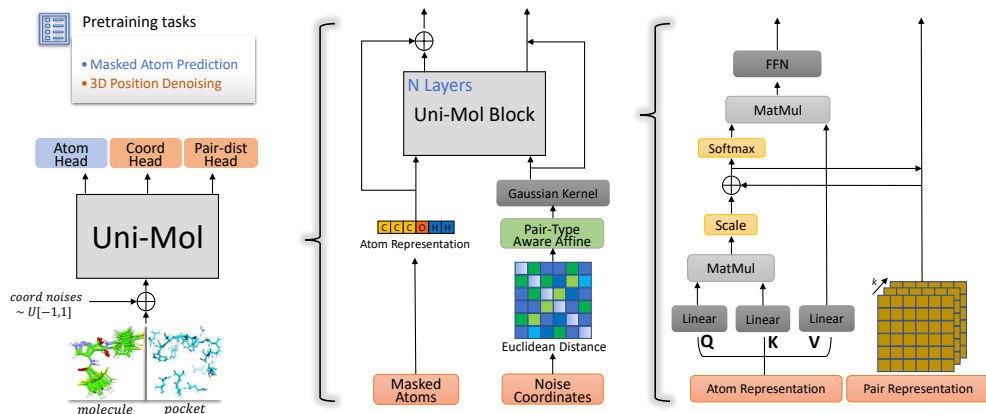 Pretraining tasks
• Masked Atom Prediction
• 3D Position Denoising
Atom
Head
Coord
Head
Pair-dist
Head
Uni-Mol
coord noises
~ U[−1,1]
molecule
pocket
N Layers
Uni-Mol Block
Gaussian Kernel
C C C O H H
Atom Representation
Pair-Type
Aware Affine
Euclidean Distance
Masked
Atoms
Noise
Coordinates
FFN
MatMul
Softmax
Scale
MatMul
Linear
Linear
Linear
Q
K
V
k
Atom Representation
Pair Representation